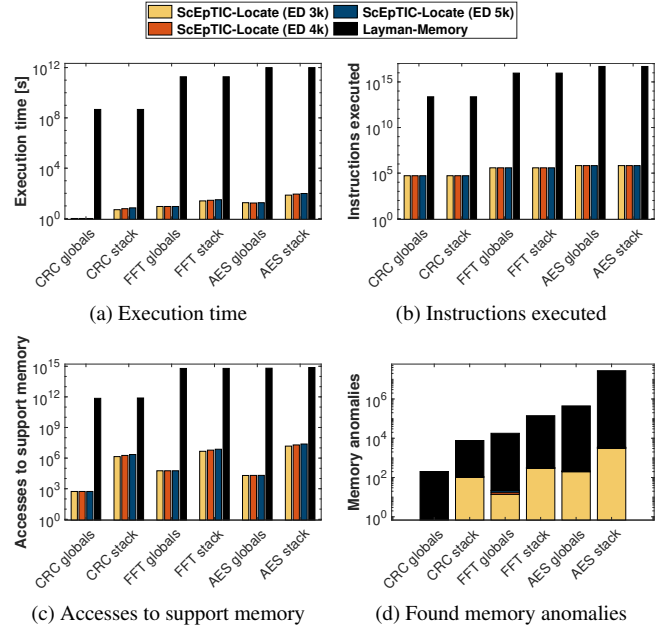 ScEpTIC-Locate (ED 3k) ScEpTIC-Locate (ED 5k)
ScEpTIC-Locate (ED 4k) Layman-Memory
Execution time [s]
10^12
10^8
10^4
10^0
CRC globals
CRC stack
FFT globals
FFT stack
AES globals
AES stack
(a) Execution time
Instructions executed
10^15
10^10
10^5
10^0
CRC globals
CRC stack
FFT globals
FFT stack
AES globals
AES stack
(b) Instructions executed
Accesses to support memory
10^15
10^12
10^9
10^6
10^3
10^0
CRC globals
CRC stack
FFT globals
FFT stack
AES globals
AES stack
(c) Accesses to support memory
Memory anomalies
10^6
10^4
10^2
10^0
CRC globals
CRC stack
FFT globals
FFT stack
AES globals
AES stack
(d) Found memory anomalies